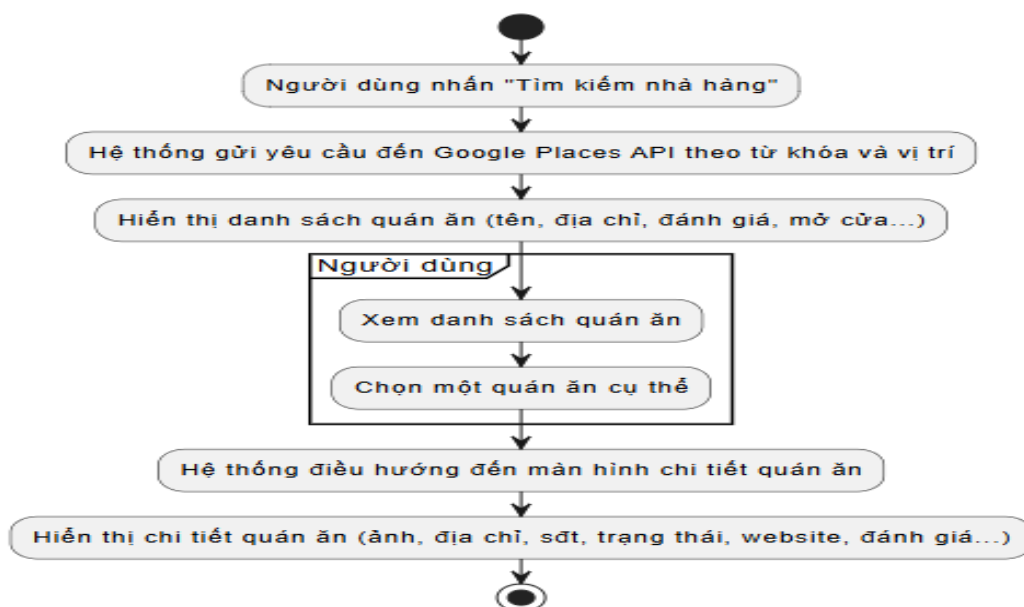 Người dùng nhấn "Tìm kiếm nhà hàng"
Hệ thống gửi yêu cầu đến Google Places API theo từ khóa và vị trí
Hiển thị danh sách quán ăn (tên, địa chỉ, đánh giá, mở cửa...)
Người dùng
Xem danh sách quán ăn
Chọn một quán ăn cụ thể
Hệ thống điều hướng đến màn hình chi tiết quán ăn
Hiển thị chi tiết quán ăn (ảnh, địa chỉ, sđt, trạng thái, website, đánh giá...)